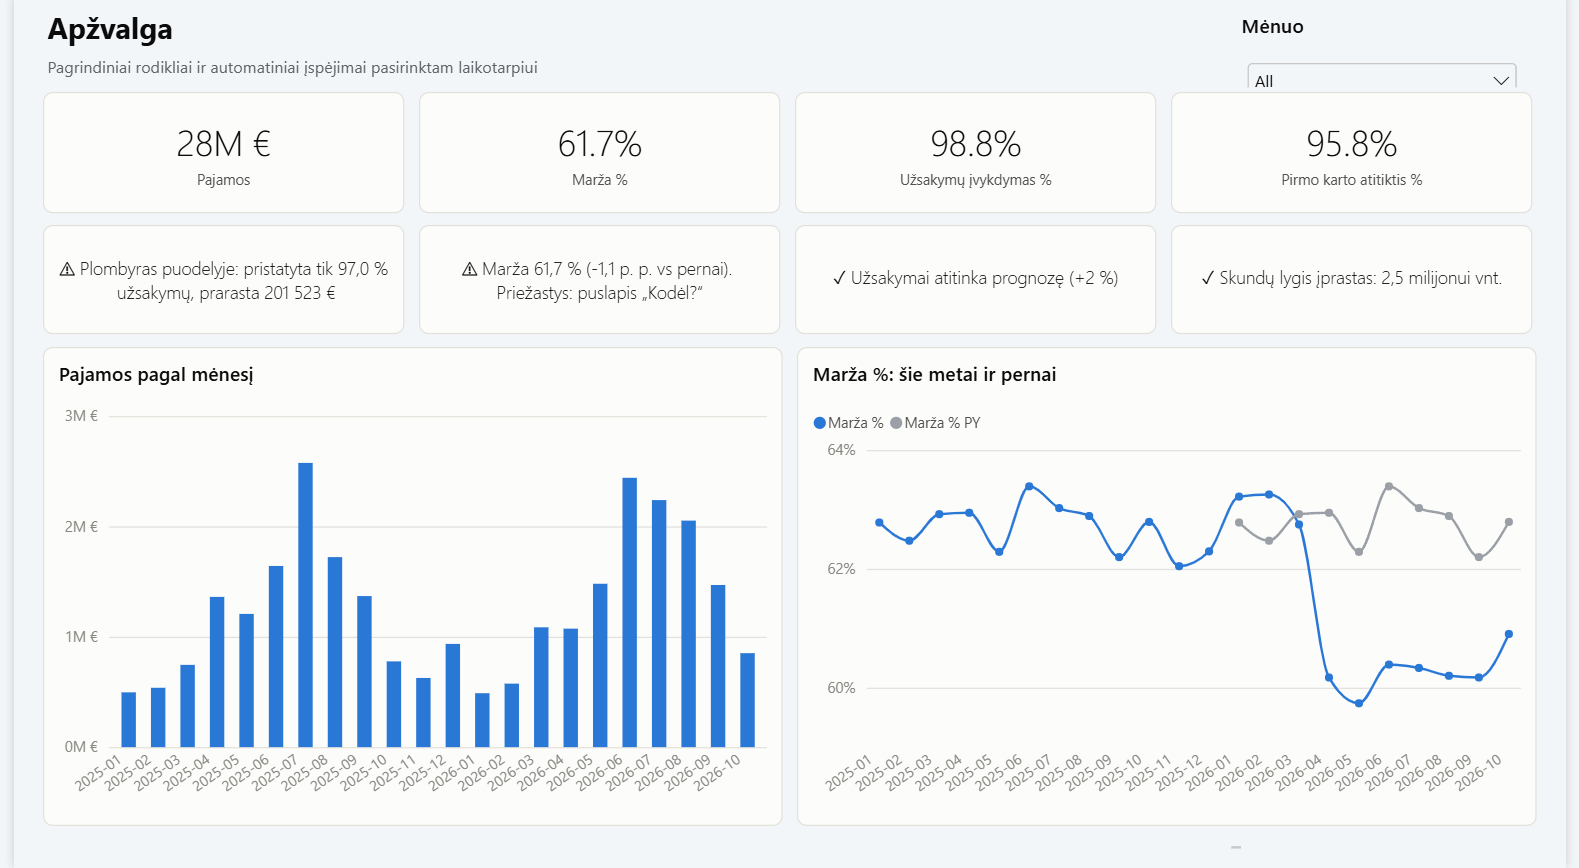 Apžvalga
Mėnuo
Pagrindiniai rodikliai ir automatiniai įspėjimai pasirinktam laikotarpiui
All
28M €
Pajamos
61.7%
Marža %
98.8%
Užsakymų įvykdymas %
95.8%
Pirmo karto atitiktis %
⚠ Plombyras puodelyje: pristatyta tik 97,0 %
užsakymų, prarasta 201 523 €
⚠ Marža 61,7 % (-1,1 p. p. vs pernai).
Priežastys: puslapis „Kodėl?“
✓ Užsakymai atitinka prognozę (+2 %)
✓ Skundų lygis įprastas: 2,5 milijonui vnt.
Pajamos pagal mėnesį
3M €
2M €
1M €
0M €
2025-01
2025-02
2025-03
2025-04
2025-05
2025-06
2025-07
2025-08
2025-09
2025-10
2025-11
2025-12
2026-01
2026-02
2026-03
2026-04
2026-05
2026-06
2026-07
2026-08
2026-09
2026-10
Marža %: šie metai ir pernai
Marža % Marža % PY
64%
62%
60%
2025-01
2025-02
2025-03
2025-04
2025-05
2025-06
2025-07
2025-08
2025-09
2025-10
2025-11
2025-12
2026-01
2026-02
2026-03
2026-04
2026-05
2026-06
2026-07
2026-08
2026-09
2026-10